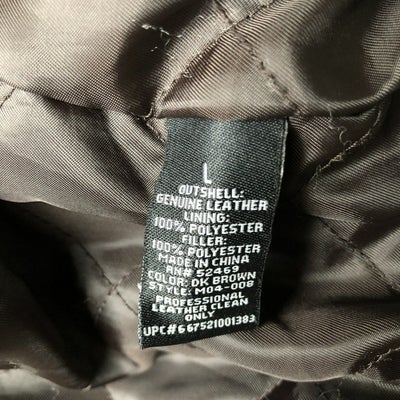 L
OUTSHELL:
GENUINE LEATHER
LINING:
100% POLYESTER
FILLER:
100% POLYESTER
MADE IN CHINA
RN# 52469
COLOR: DK BROWN
STYLE: M04-008
PROFESSIONAL
LEATHER CLEAN
ONLY
UPC#667521001383